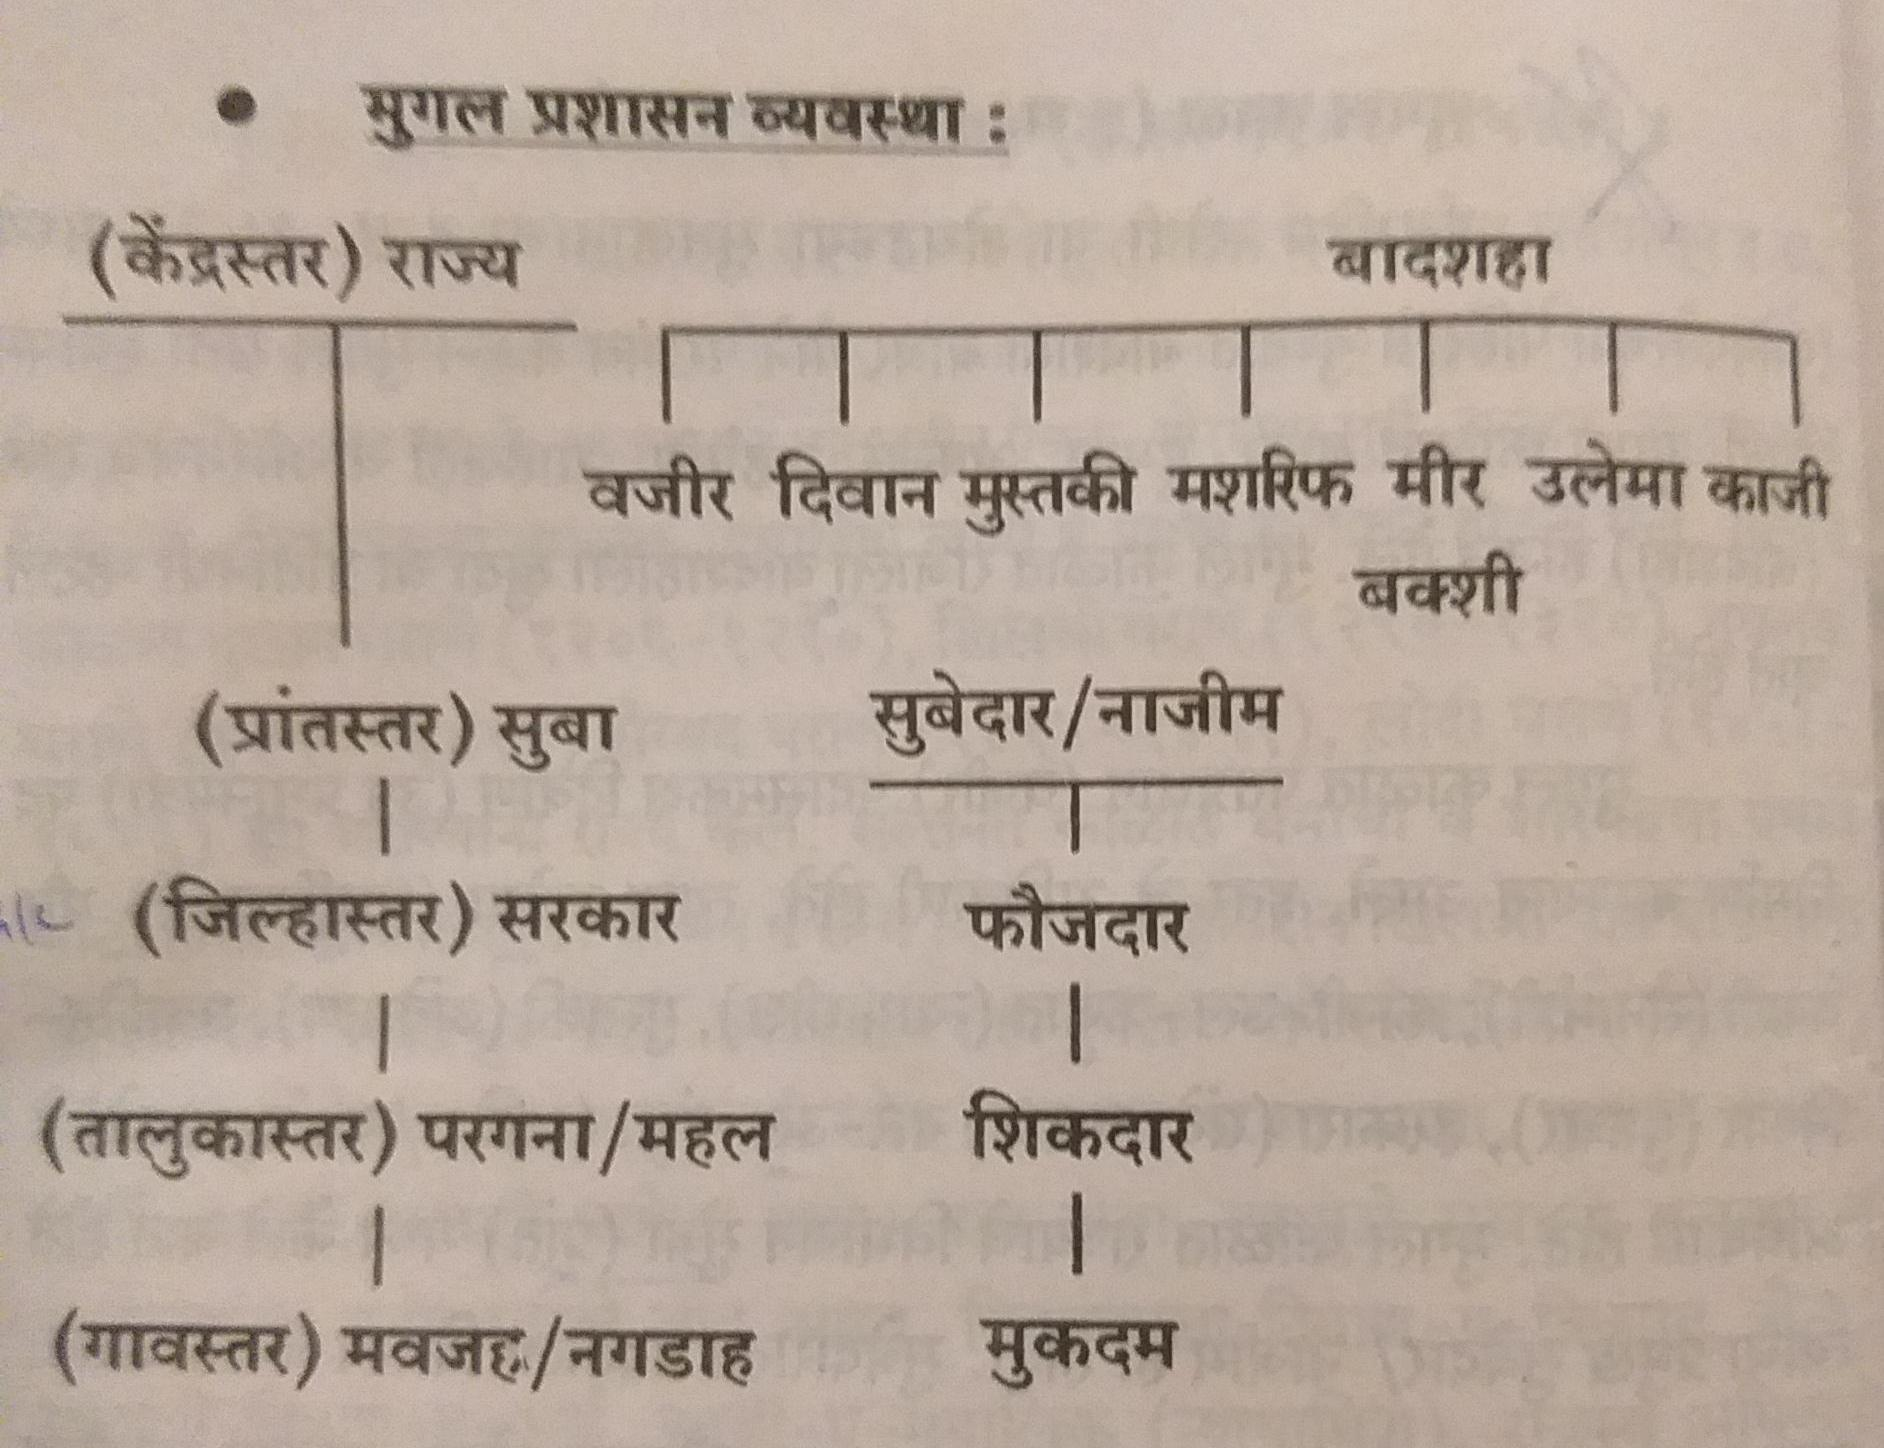 • मुगल प्रशासन व्यवस्था :
(केंद्रस्तर) राज्य बादशहा
वजीर दिवान मुस्तकी मशरिफ मीर उलेमा काजी
बक्शी
(प्रांतस्तर) सुबा सुबेदार/नाजीम
(जिल्हास्तर) सरकार फौजदार
(तालुकास्तर) परगना/महल शिकदार
(गावस्तर) मवजह/नगडाह मुकदम